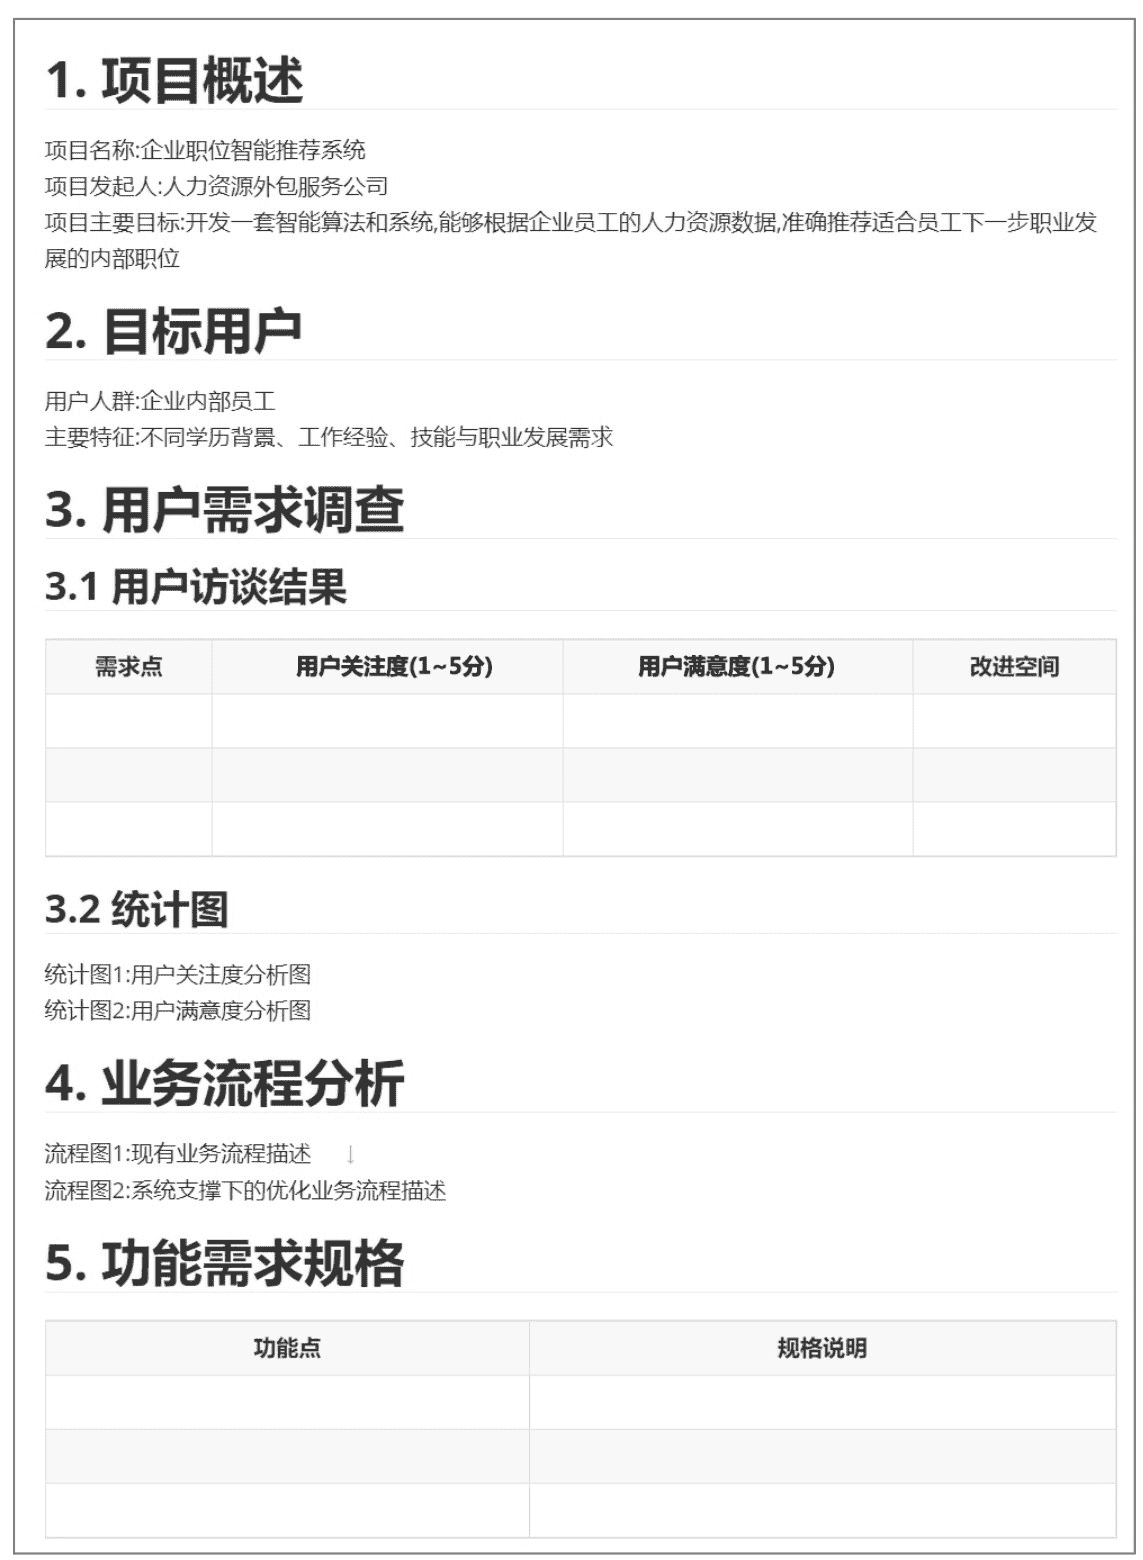 1. 项目概述
项目名称:企业职位智能推荐系统
项目发起人:人力资源外包服务公司
项目主要目标:开发一套智能算法和系统,能够根据企业员工的人力资源数据,准确推荐适合员工下一步职业发
展的内部职位
2. 目标用户
用户人群:企业内部员工
主要特征:不同学历背景、工作经验、技能与职业发展需求
3. 用户需求调查
3.1 用户访谈结果
需求点 用户关注度(1~5分) 用户满意度(1~5分) 改进空间
3.2 统计图
统计图1:用户关注度分析图
统计图2:用户满意度分析图
4. 业务流程分析
流程图1:现有业务流程描述 ↓
流程图2:系统支撑下的优化业务流程描述
5. 功能需求规格
功能点 规格说明